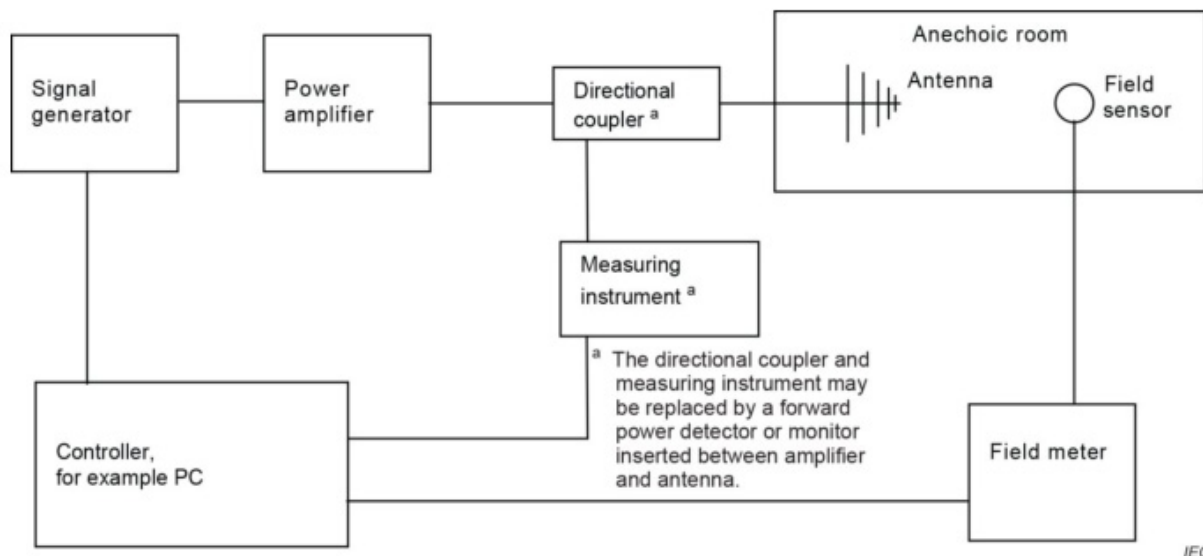 Anechoic room
Signal
generator
Power
amplifier
Directional
coupler ᵃ
Antenna
Field
sensor
Measuring
instrument ᵃ
ᵃ The directional coupler and
measuring instrument may
be replaced by a forward
power detector or monitor
inserted between amplifier
and antenna.
Controller,
for example PC
Field meter